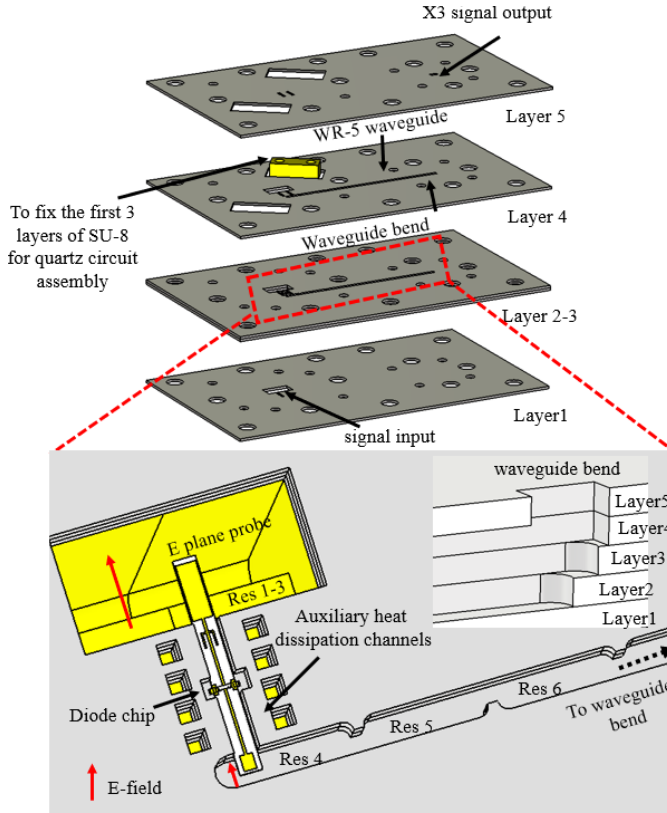 X3 signal output
Layer 5
WR-5 waveguide
To fix the first 3
layers of SU-8
for quartz circuit
assembly
Layer 4
Waveguide bend
Layer 2-3
Layer1
signal input
waveguide bend
Layer5
Layer4
Layer3
Layer2
Layer1
E plane probe
Res 1-3
Auxiliary heat
dissipation channels
Diode chip
Res 6
To waveguide
bend
Res 5
Res 4
E-field